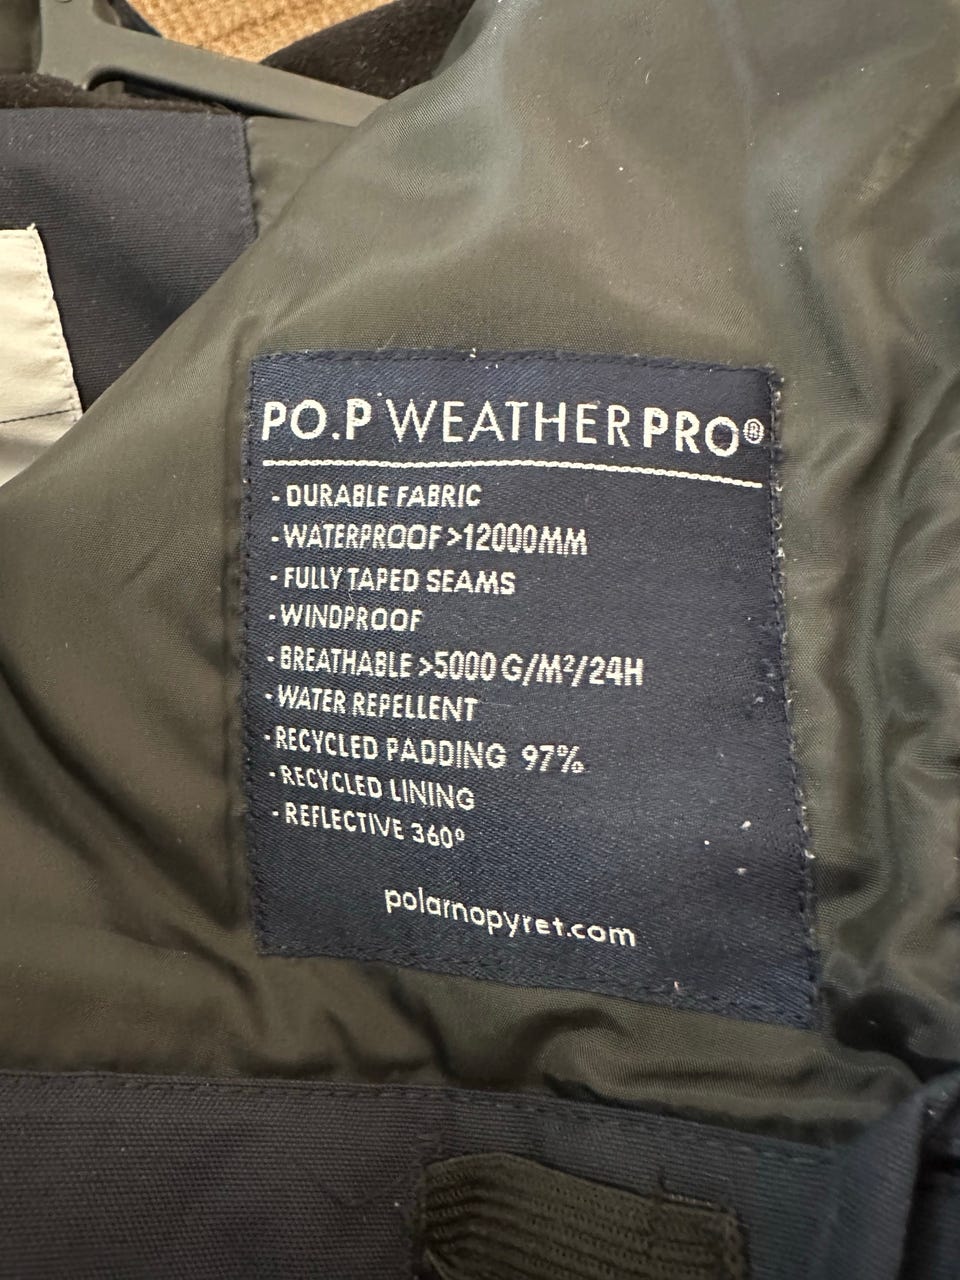 PO.P WEATHERPRO®
- DURABLE FABRIC
- WATERPROOF >12000MM
- FULLY TAPED SEAMS
- WINDPROOF
- BREATHABLE >5000 G/M²/24H
- WATER REPELLENT
- RECYCLED PADDING 97%
- RECYCLED LINING
- REFLECTIVE 360°
polarnopyret.com